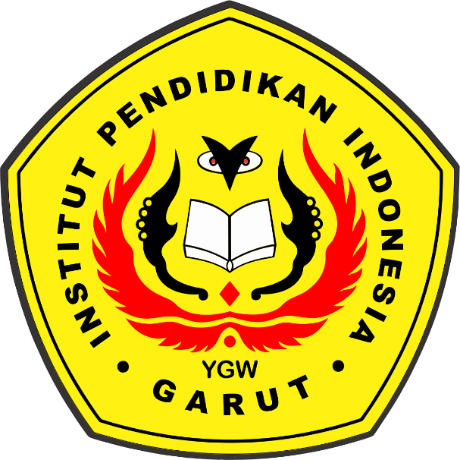 INSTITUT PENDIDIKAN INDONESIA
YGW
• GARUT •